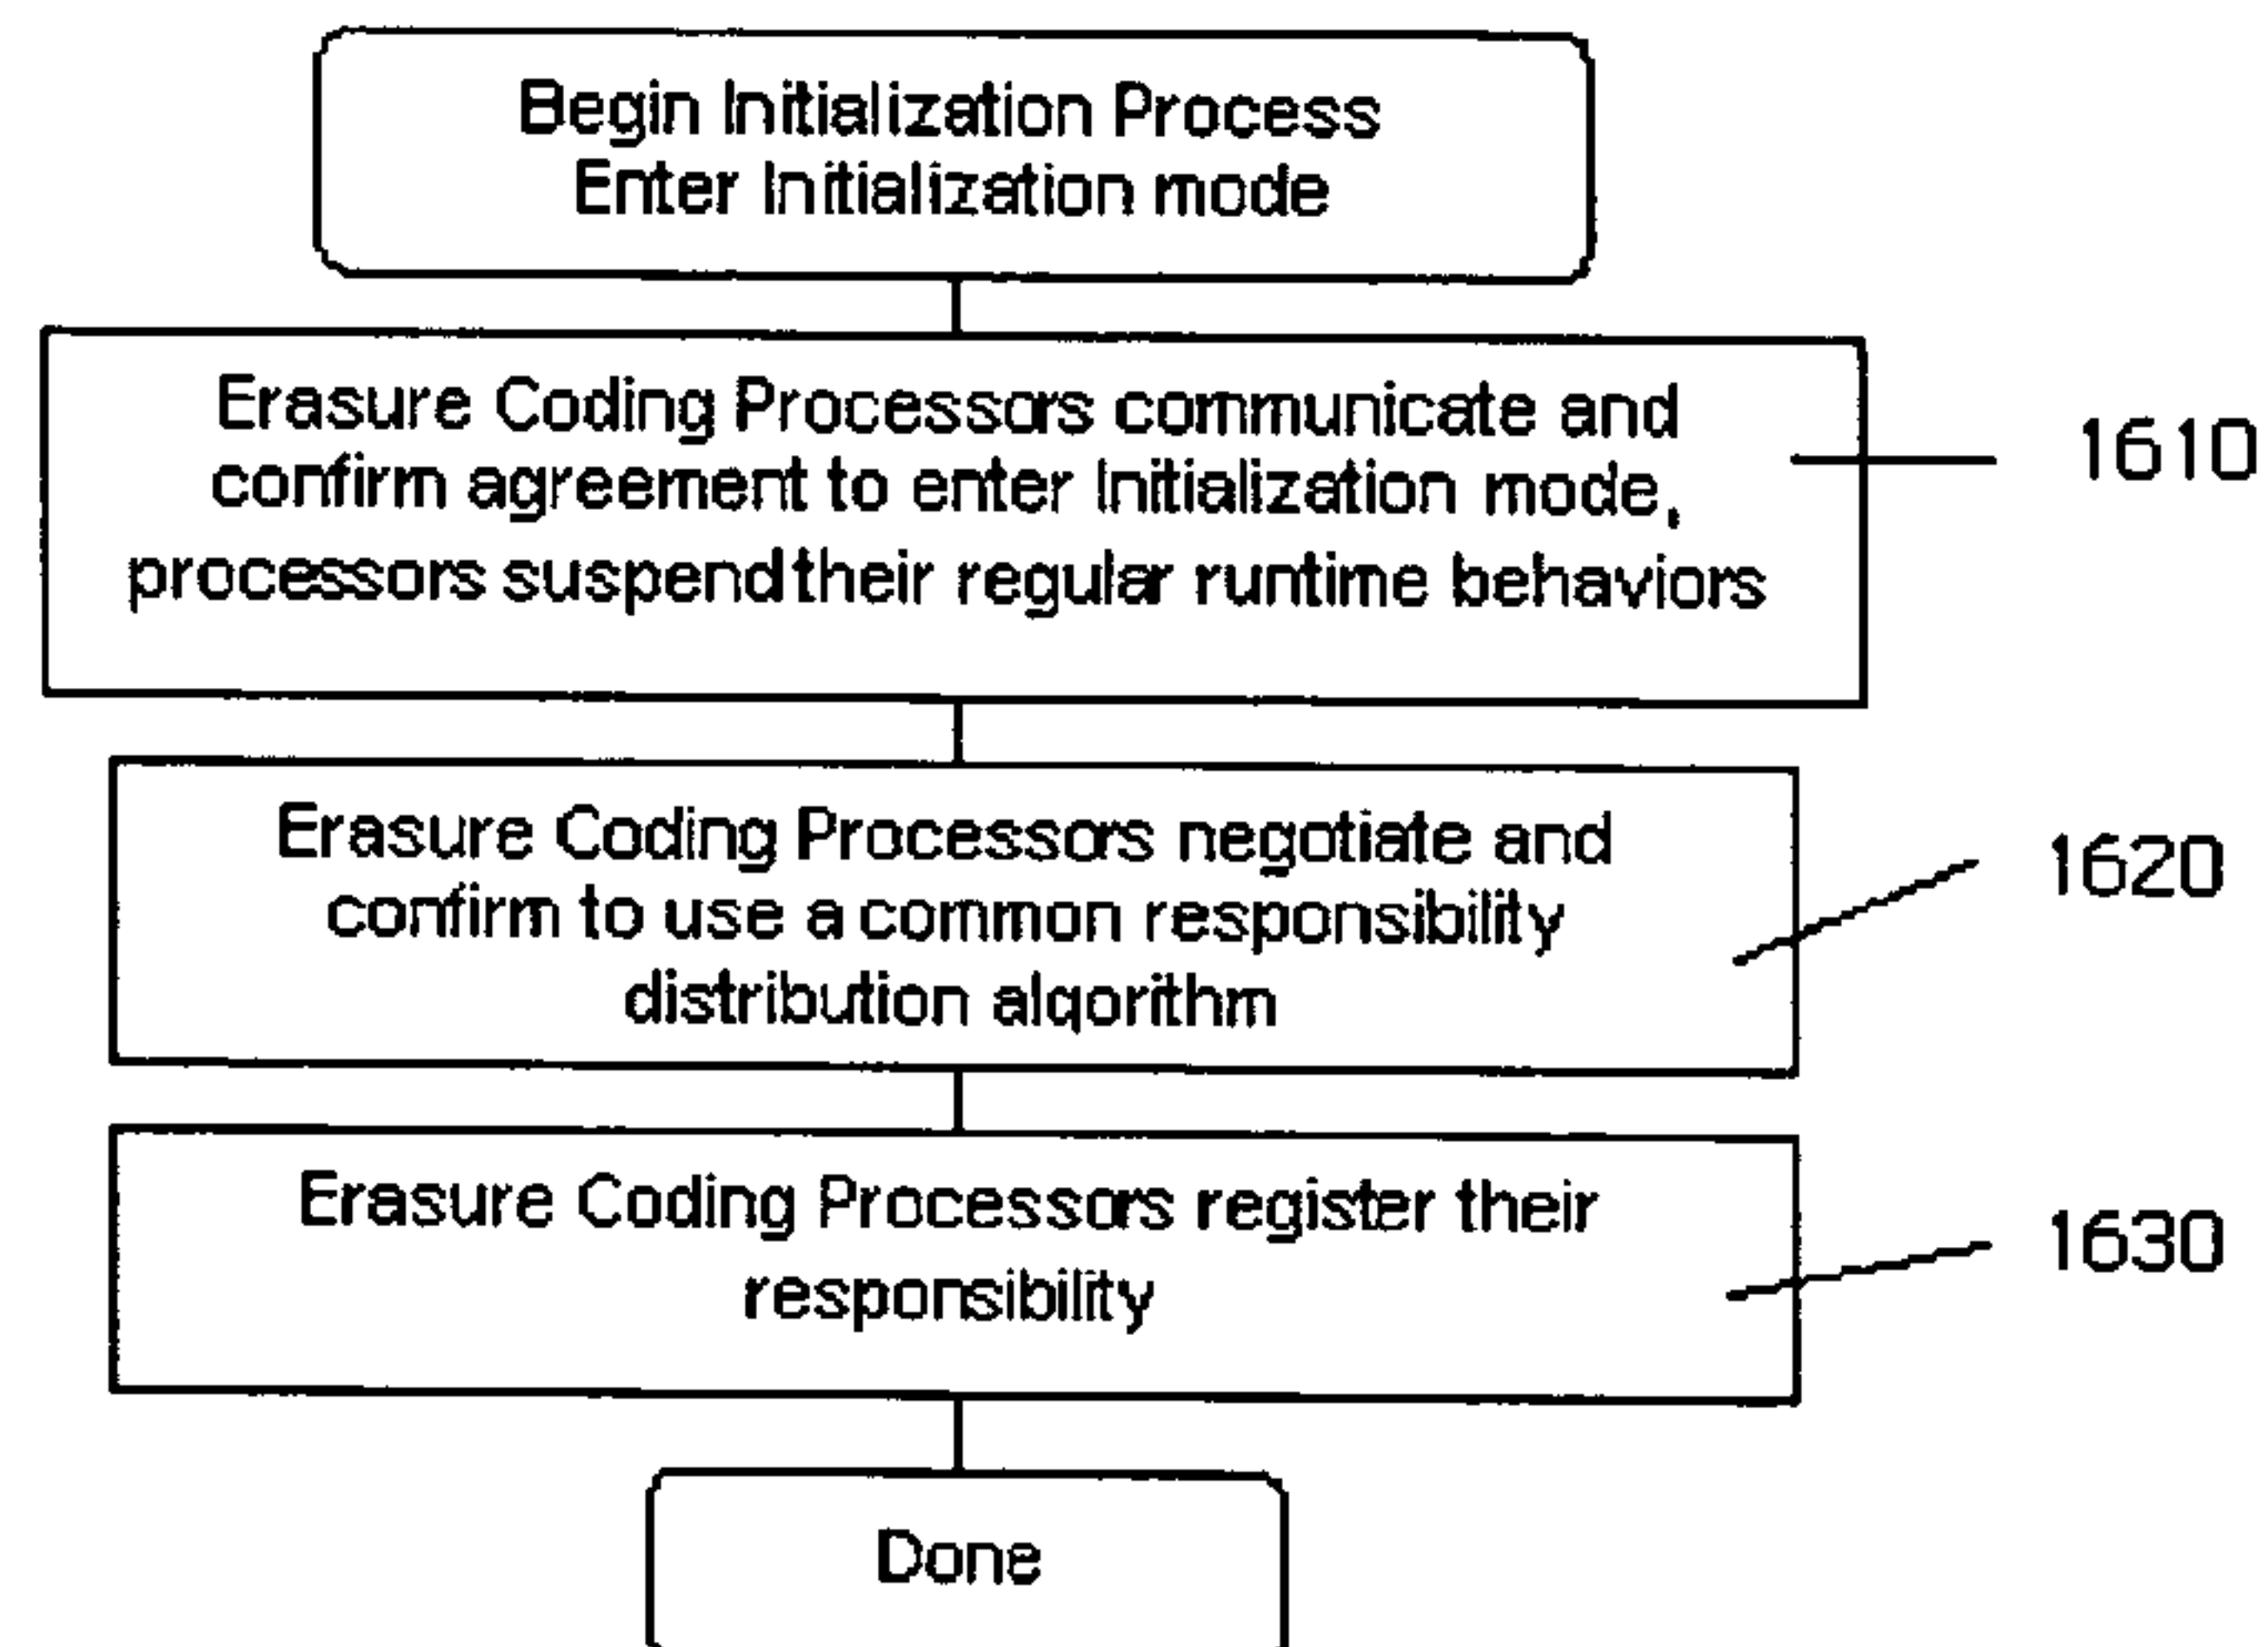 Begin Initialization Process
Enter Initialization mode
Erasure Coding Processors communicate and
confirm agreement to enter Initialization mode,
processors suspend their regular runtime behaviors
1610
Erasure Coding Processors negotiate and
confirm to use a common responsibility
distribution algorithm
1620
Erasure Coding Processors register their
responsibility
1630
Done